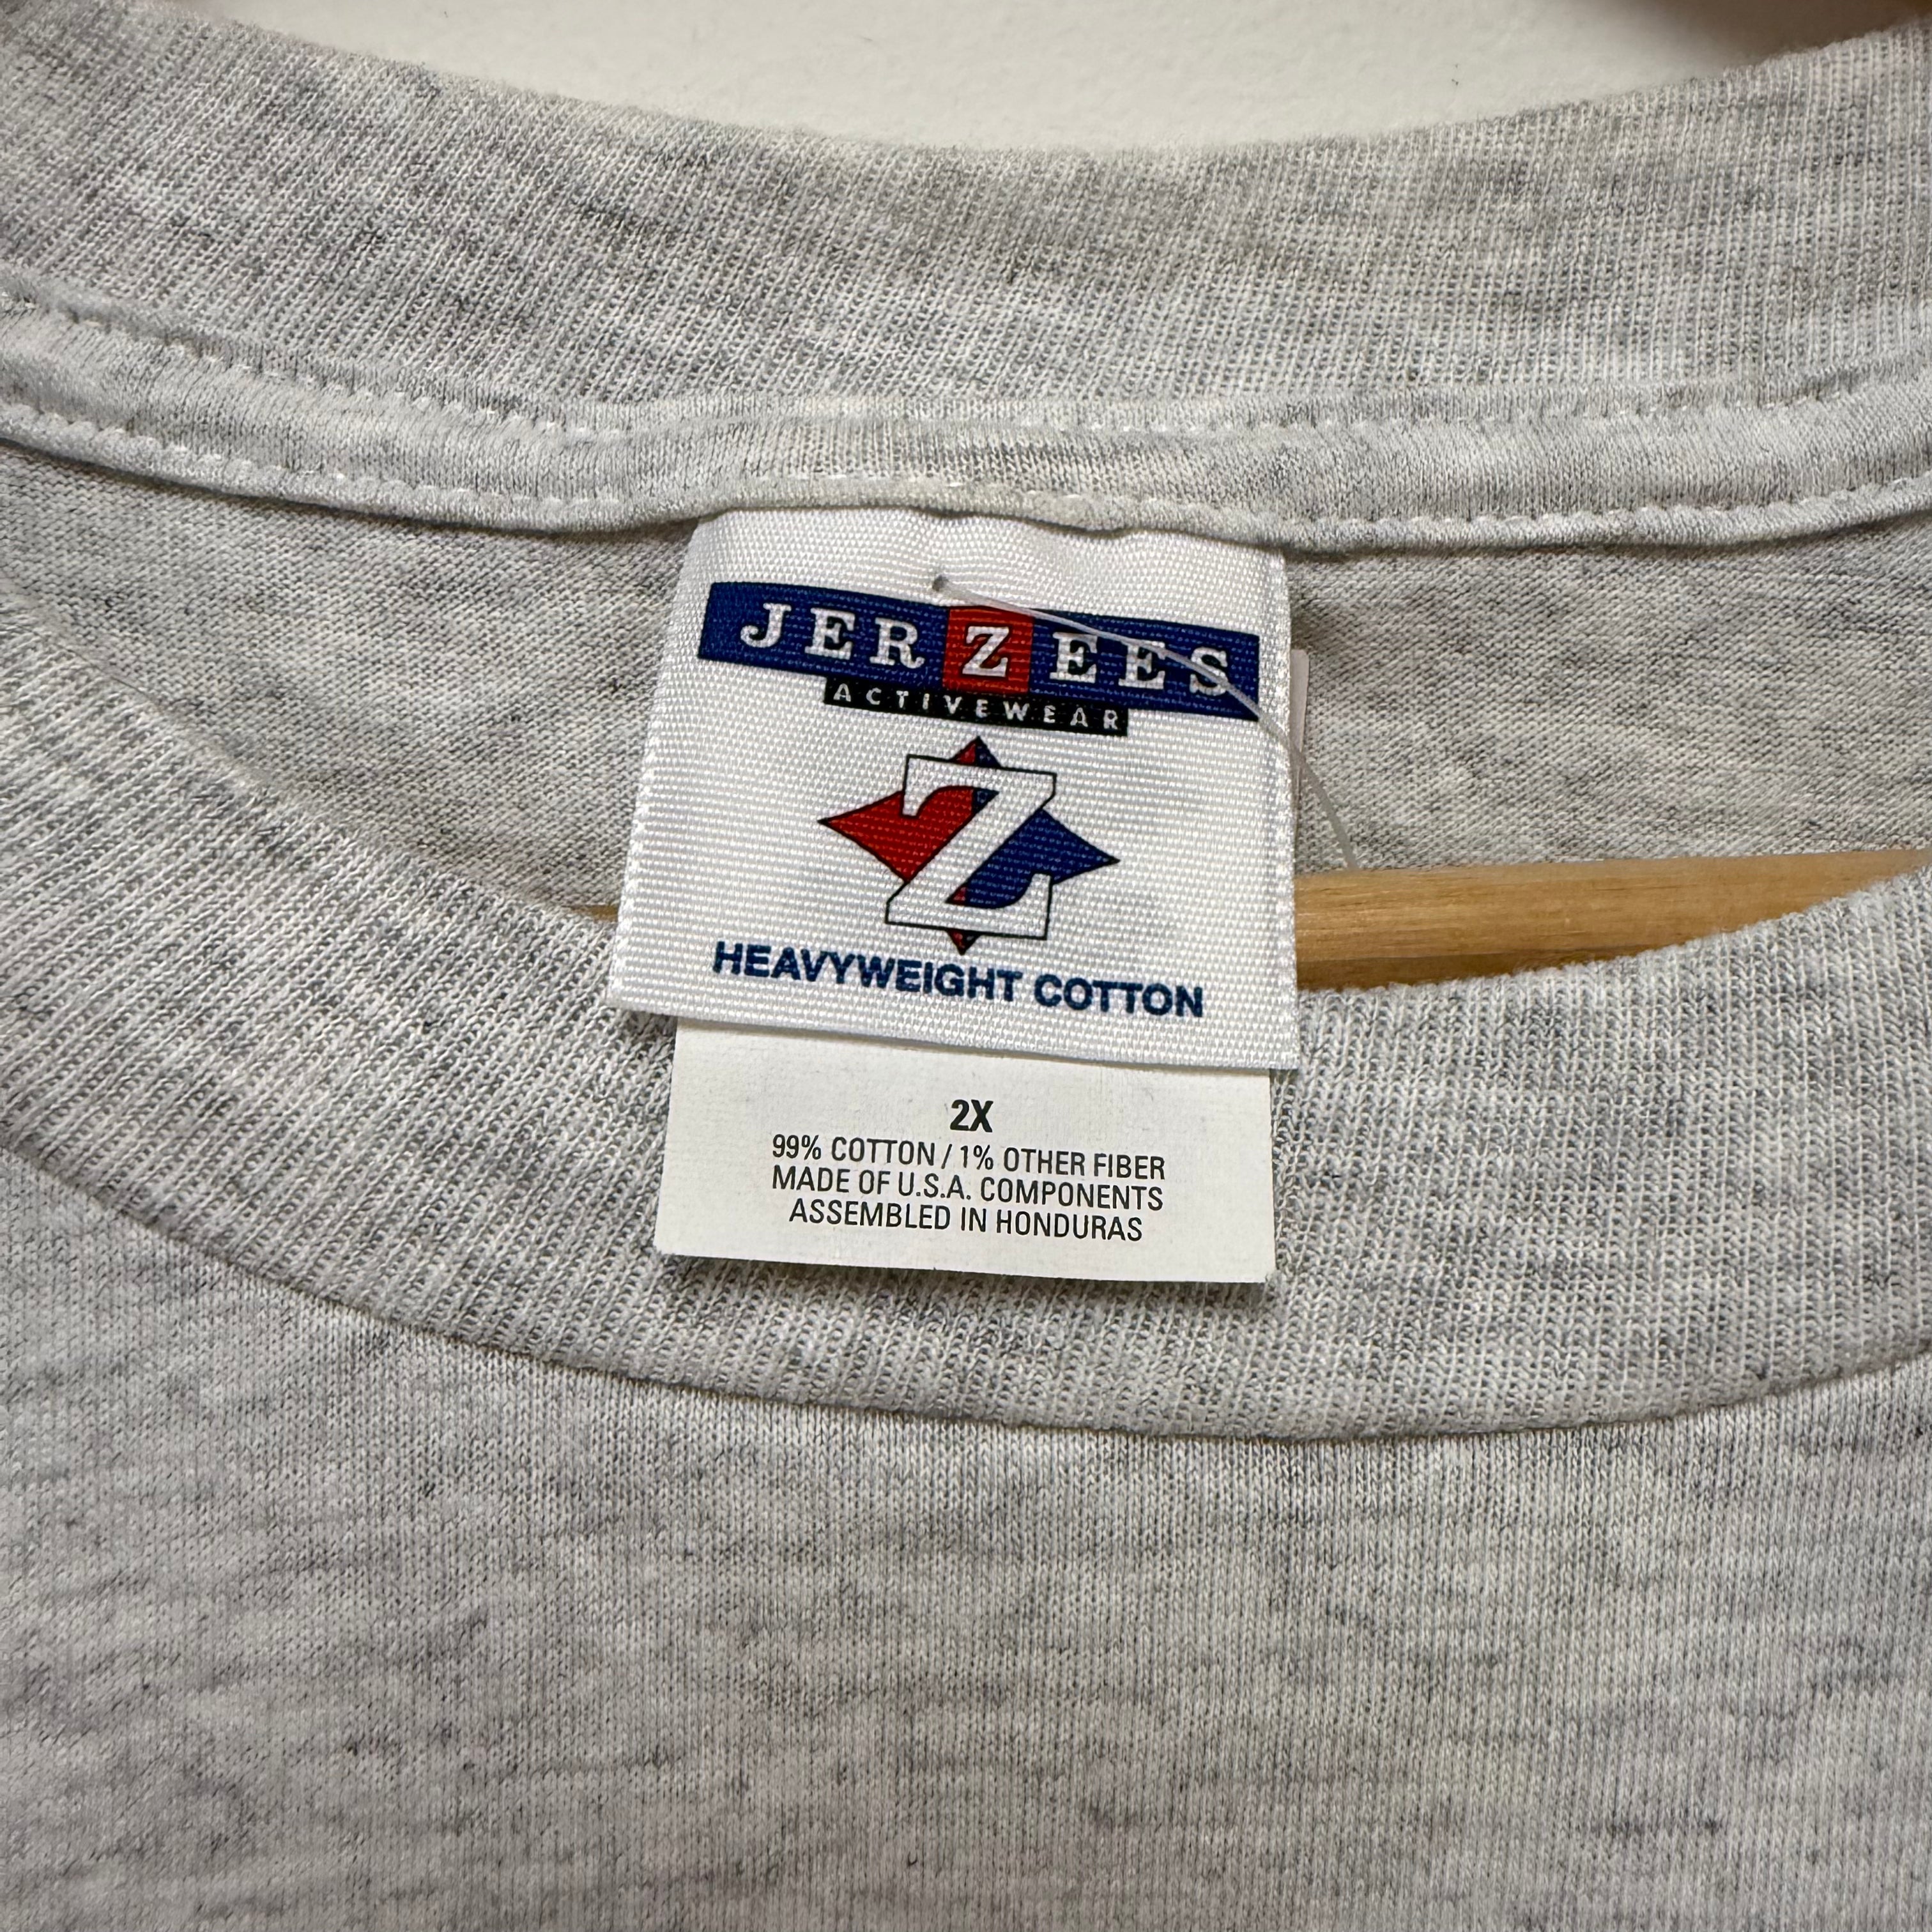 JERZEES
ACTIVEWEAR
Z
HEAVYWEIGHT COTTON
2X
99% COTTON / 1% OTHER FIBER
MADE OF U.S.A. COMPONENTS
ASSEMBLED IN HONDURAS